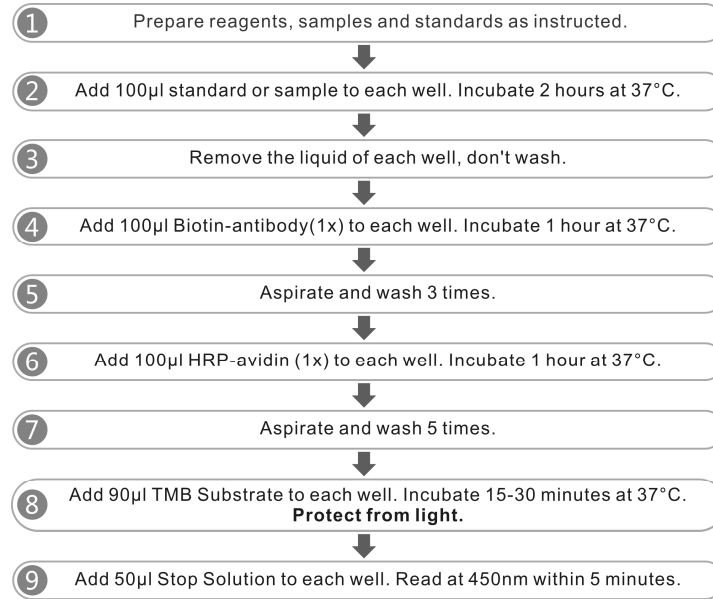 1 Prepare reagents, samples and standards as instructed.
2 Add 100μl standard or sample to each well. Incubate 2 hours at 37°C.
3 Remove the liquid of each well, don't wash.
4 Add 100μl Biotin-antibody(1x) to each well. Incubate 1 hour at 37°C.
5 Aspirate and wash 3 times.
6 Add 100μl HRP-avidin (1x) to each well. Incubate 1 hour at 37°C.
7 Aspirate and wash 5 times.
8 Add 90μl TMB Substrate to each well. Incubate 15-30 minutes at 37°C.
Protect from light.
9 Add 50μl Stop Solution to each well. Read at 450nm within 5 minutes.